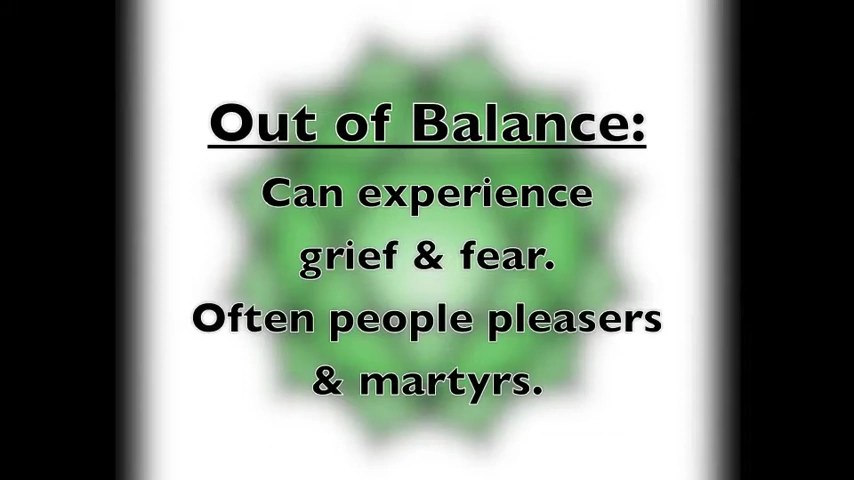 Out of Balance:
Can experience
grief & fear.
Often people pleasers
& martyrs.